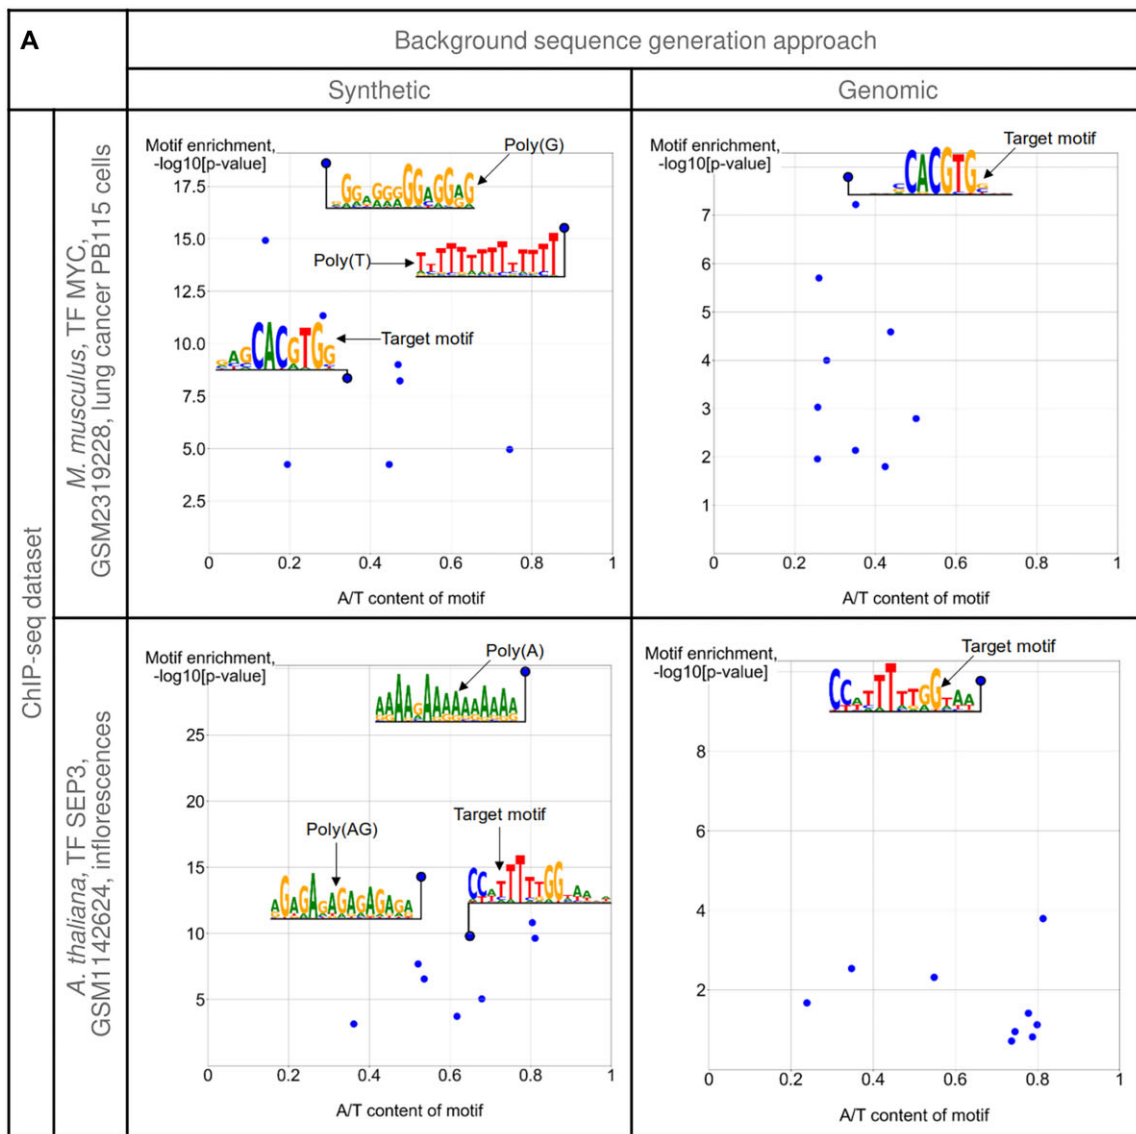 A
Background sequence generation approach
Synthetic
Genomic
ChIP-seq dataset
M. musculus, TF MYC,
GSM2319228, lung cancer PB115 cells
Motif enrichment,
-log10[p-value]
Poly(G)
Poly(T)
Target motif
17.5
15.0
12.5
10.0
7.5
5.0
2.5
0
0.2
0.4
0.6
0.8
1
A/T content of motif
Motif enrichment,
-log10[p-value]
Target motif
CACGTG
7
6
5
4
3
2
1
0
0.2
0.4
0.6
0.8
1
A/T content of motif
A. thaliana, TF SEP3,
GSM1142624, inflorescences
Motif enrichment,
-log10[p-value]
Poly(A)
Poly(AG)
Target motif
25
20
15
10
5
0
0.2
0.4
0.6
0.8
1
A/T content of motif
Motif enrichment,
-log10[p-value]
Target motif
8
6
4
2
0
0.2
0.4
0.6
0.8
1
A/T content of motif